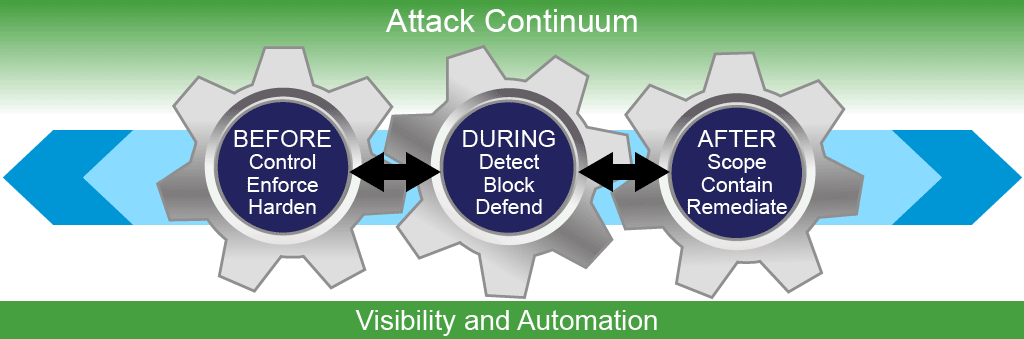 Attack Continuum
BEFORE
Control
Enforce
Harden
DURING
Detect
Block
Defend
AFTER
Scope
Contain
Remediate
Visibility and Automation